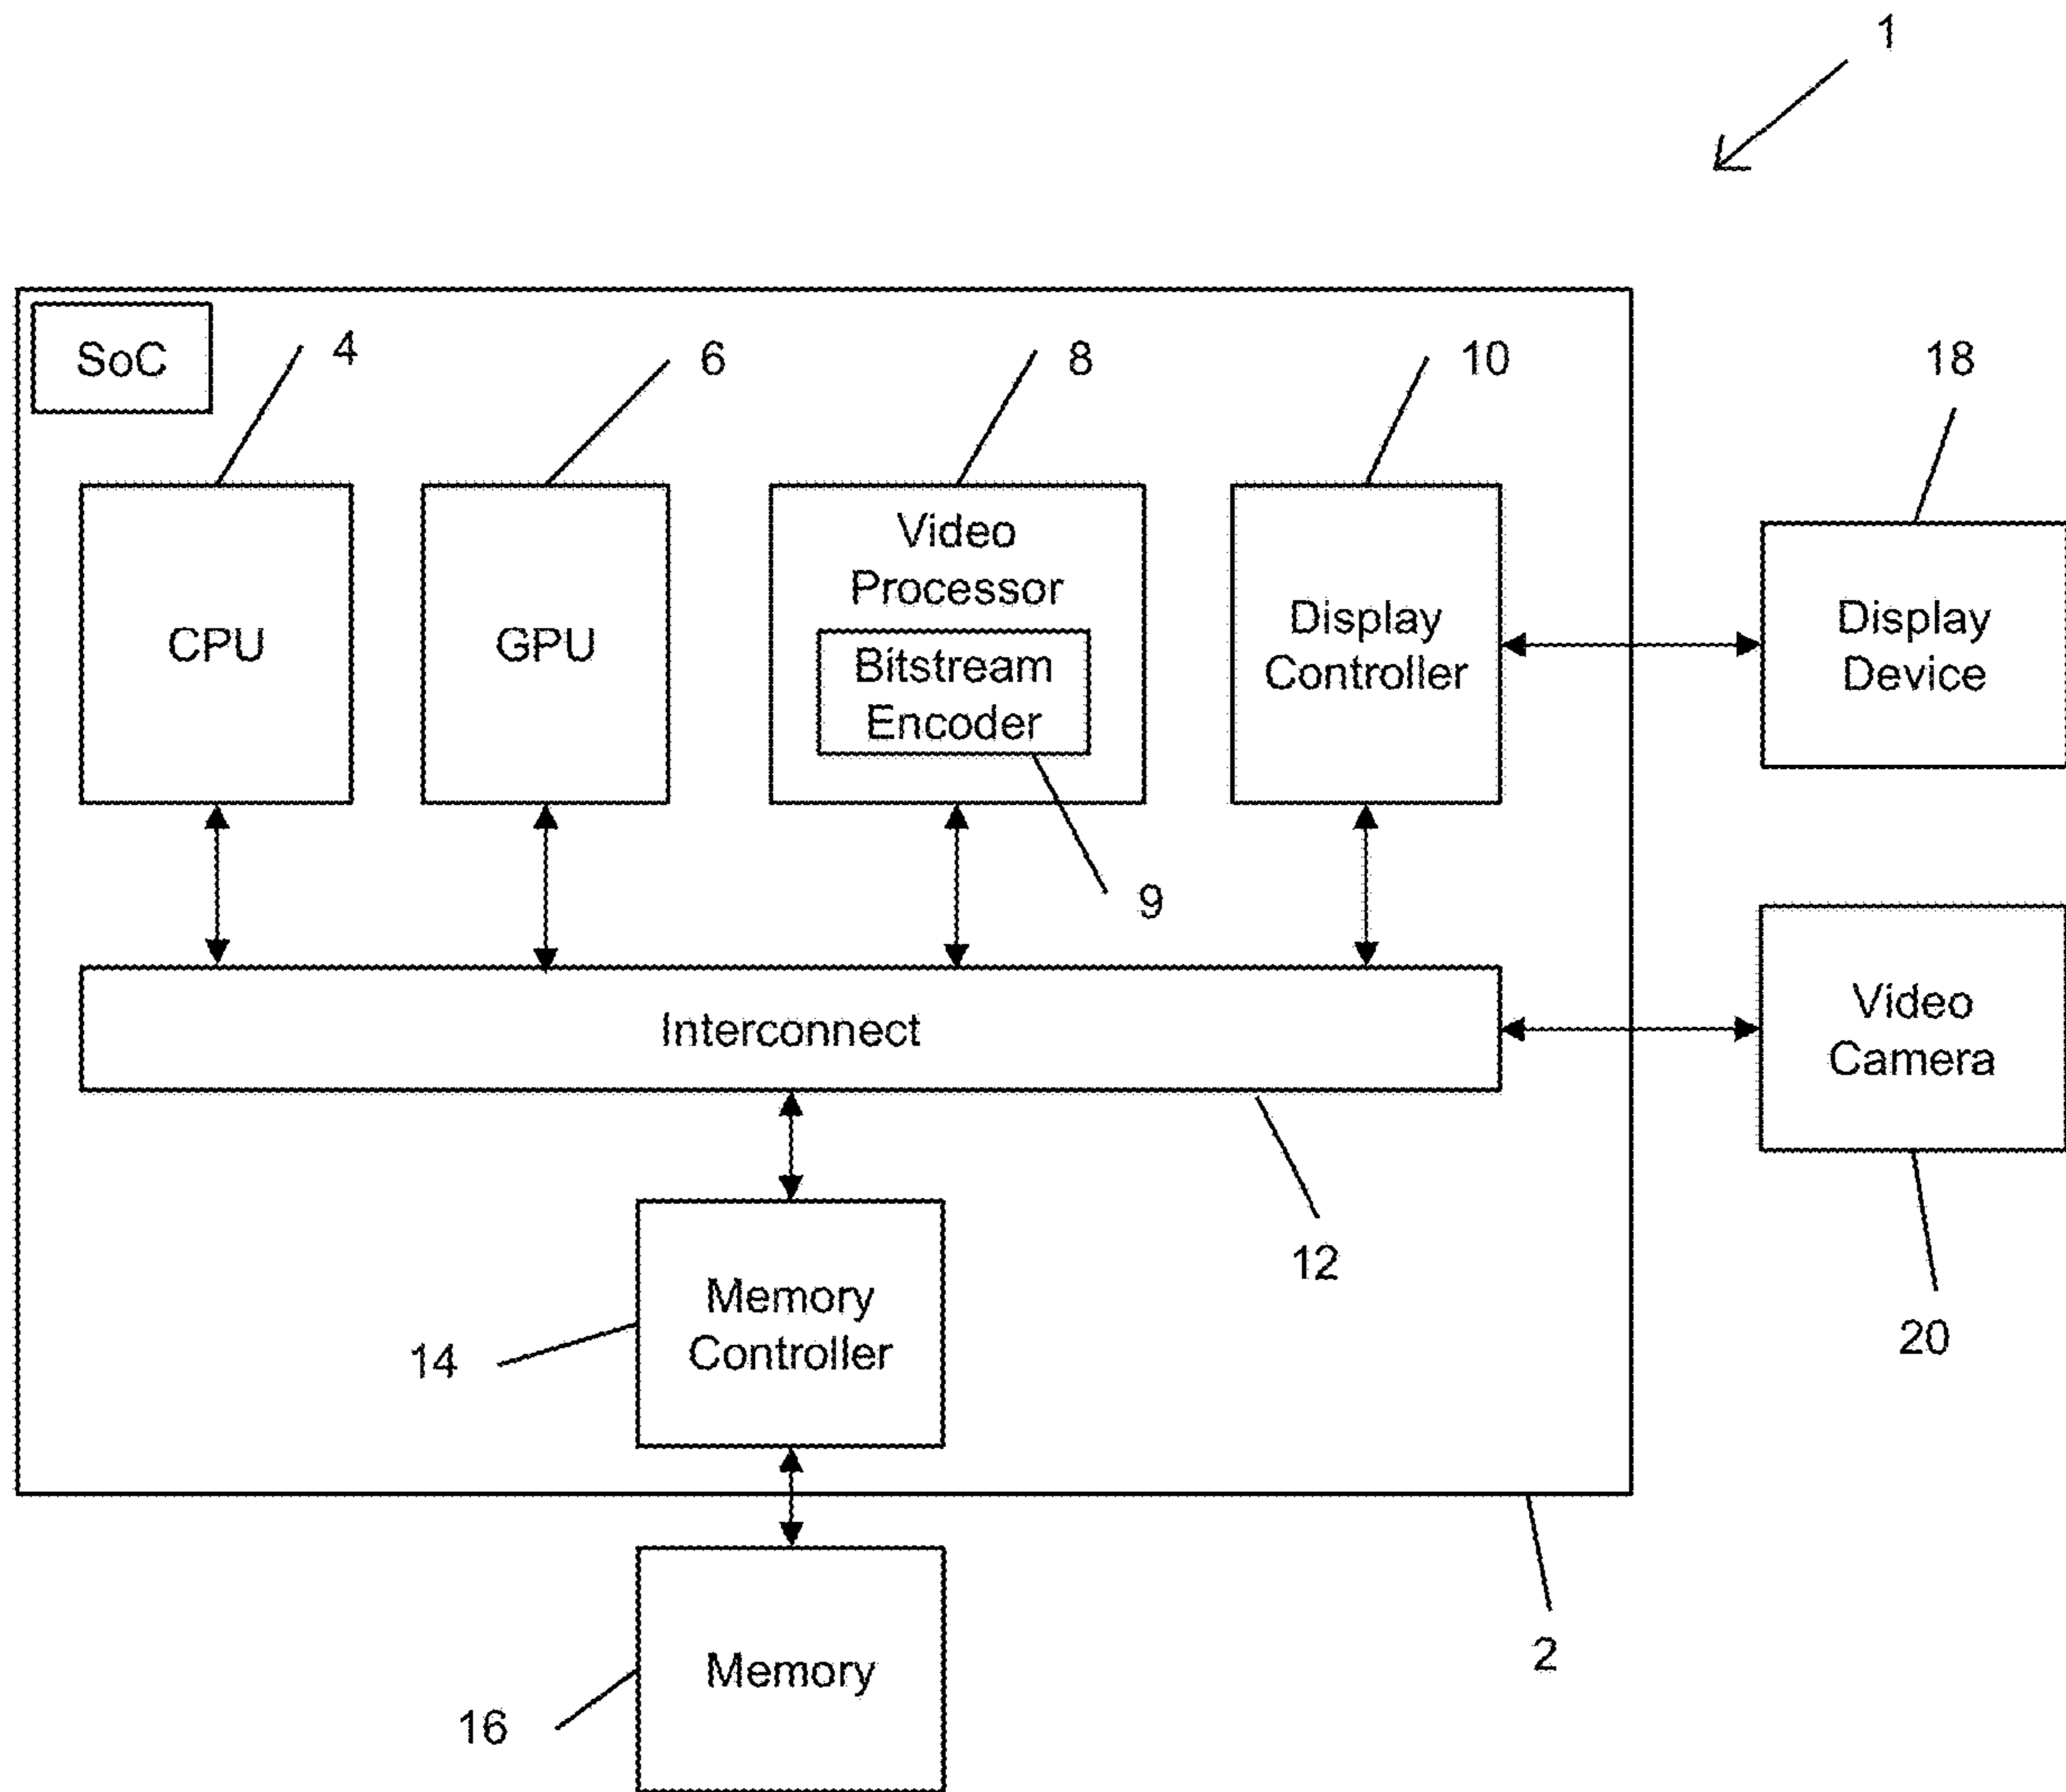 1
SoC
4
6
8
10
18
CPU
GPU
Video
Processor
Bitstream
Encoder
Display
Controller
Display
Device
9
Interconnect
Video
Camera
12
Memory
Controller
14
20
2
Memory
16